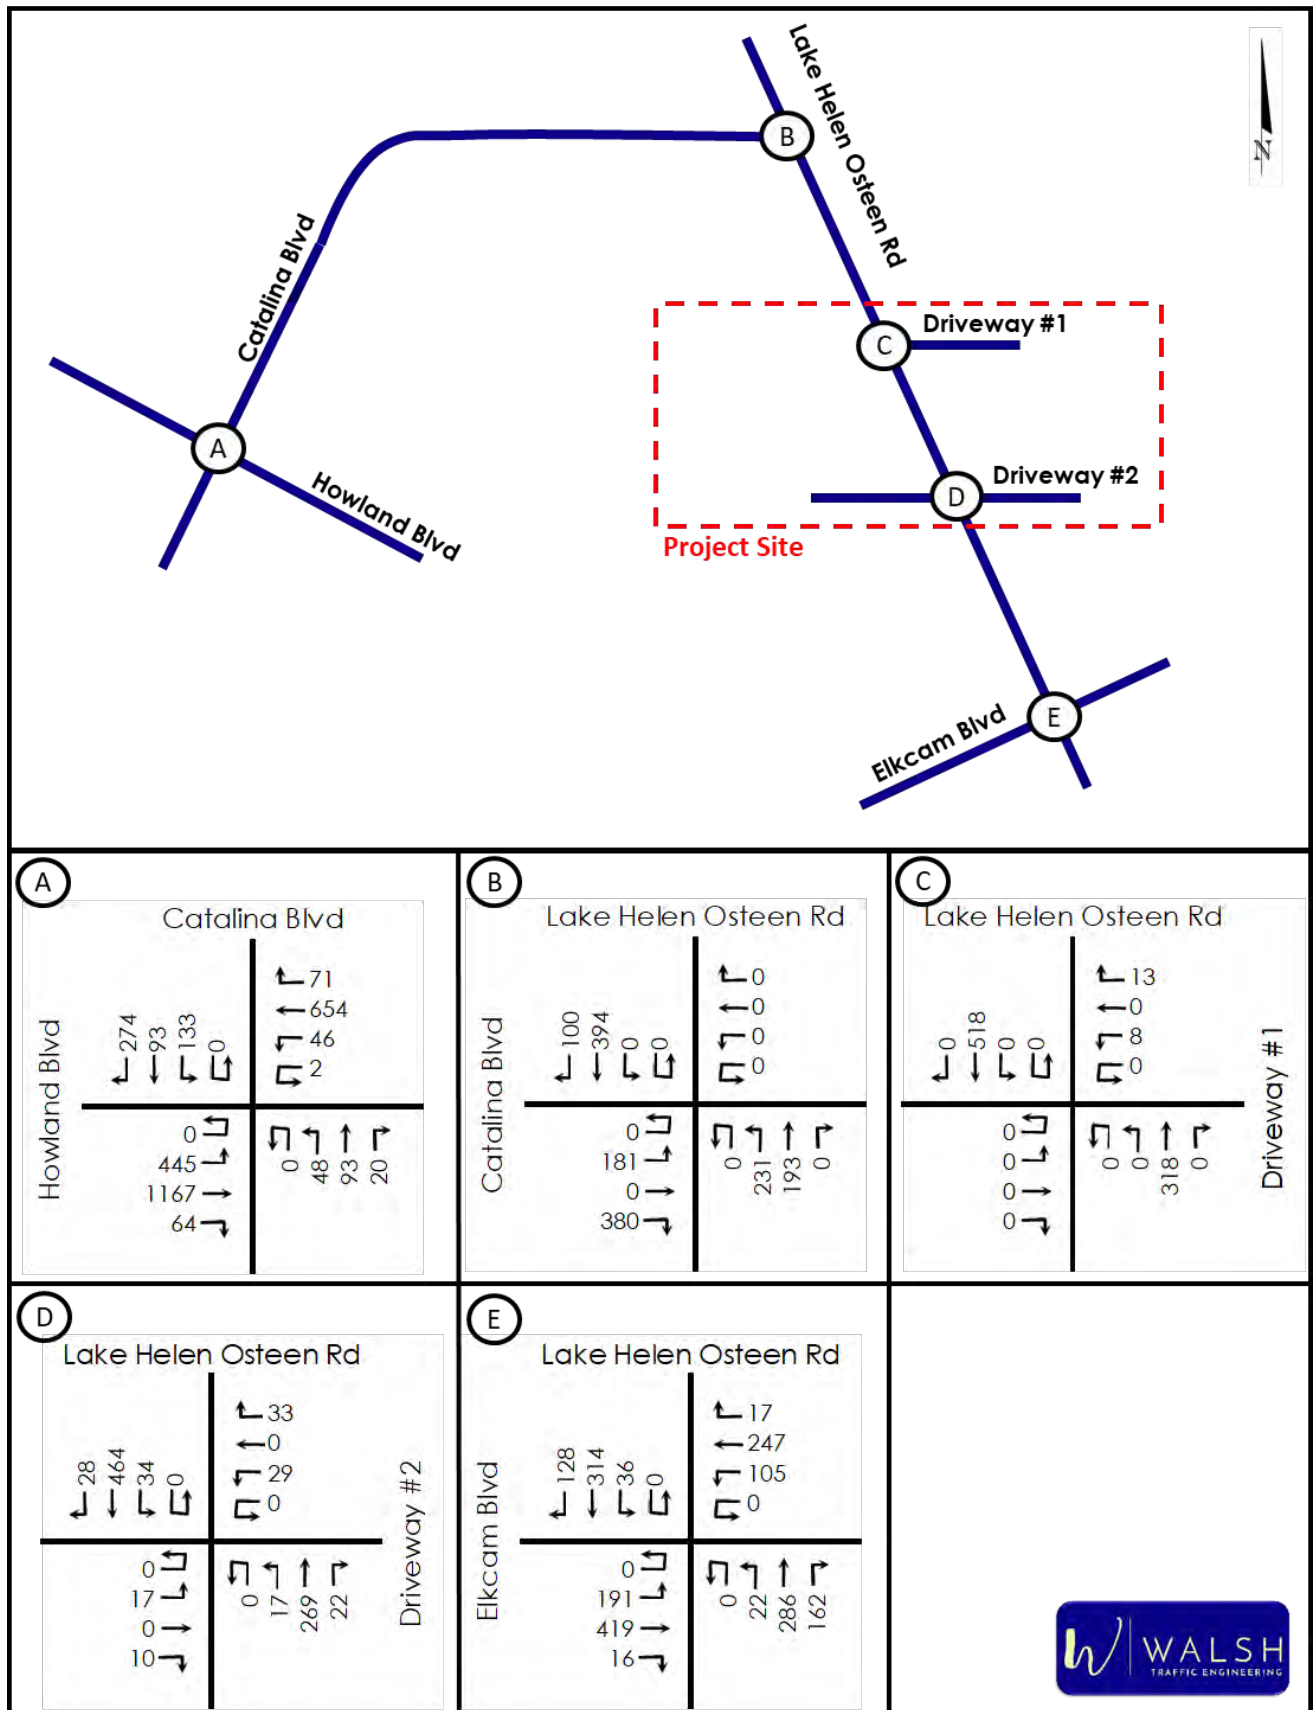 Lake Helen Osteen Rd
N
B
Catalina Blvd
Driveway #1
C
A
Howland Blvd
Driveway #2
D
Project Site
E
Elkcam Blvd
A
Catalina Blvd
Howland Blvd
274
93
133
0
71
654
46
2
0
445
1167
64
0
48
93
20
B
Lake Helen Osteen Rd
Catalina Blvd
100
394
0
0
0
0
0
0
0
181
0
380
0
231
193
0
C
Lake Helen Osteen Rd
Driveway #1
0
518
0
0
13
0
8
0
0
0
0
0
0
0
318
0
D
Lake Helen Osteen Rd
Driveway #2
28
464
34
0
33
0
29
0
0
17
0
10
0
17
269
22
E
Lake Helen Osteen Rd
Elkcam Blvd
128
314
36
0
17
247
105
0
0
191
419
16
0
22
286
162
WALSH
TRAFFIC ENGINEERING